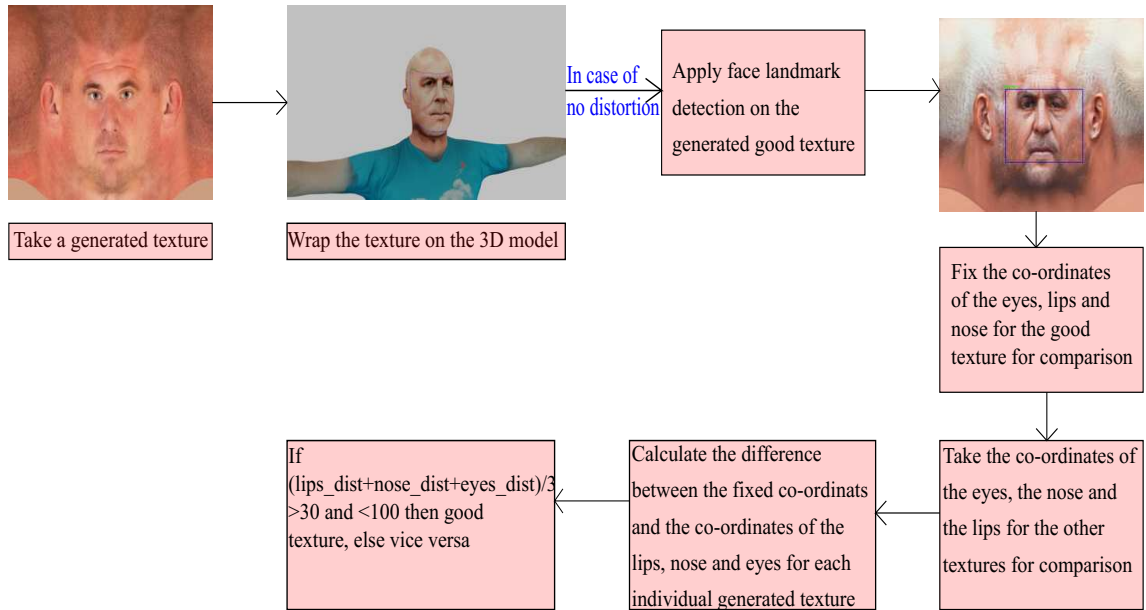 Take a generated texture
Wrap the texture on the 3D model
In case of
no distortion
Apply face landmark
detection on the
generated good texture
Fix the co-ordinates
of the eyes, lips and
nose for the good
texture for comparison
Take the co-ordinates of
the eyes, the nose and
the lips for the other
textures for comparison
Calculate the difference
between the fixed co-ordinats
and the co-ordinates of the
lips, nose and eyes for each
individual generated texture
If
(lips_dist+nose_dist+eyes_dist)/3
>30 and <100 then good
texture, else vice versa